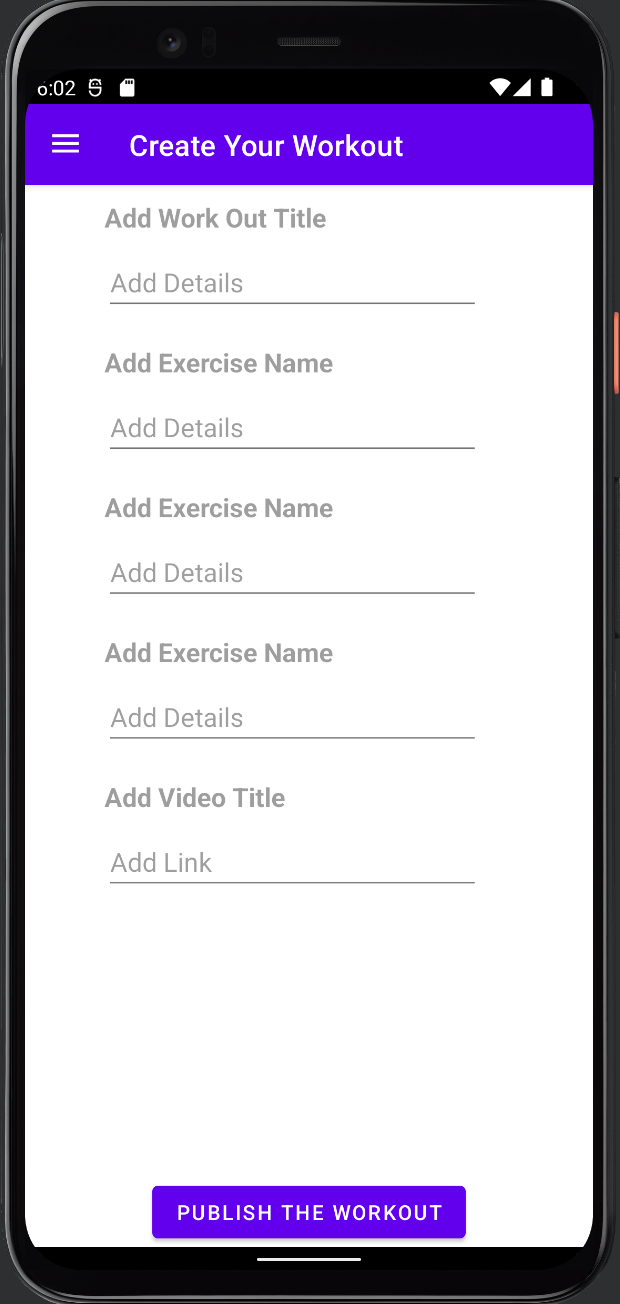 6:02
Create Your Workout
Add Work Out Title
Add Details
Add Exercise Name
Add Details
Add Exercise Name
Add Details
Add Exercise Name
Add Details
Add Video Title
Add Link
PUBLISH THE WORKOUT